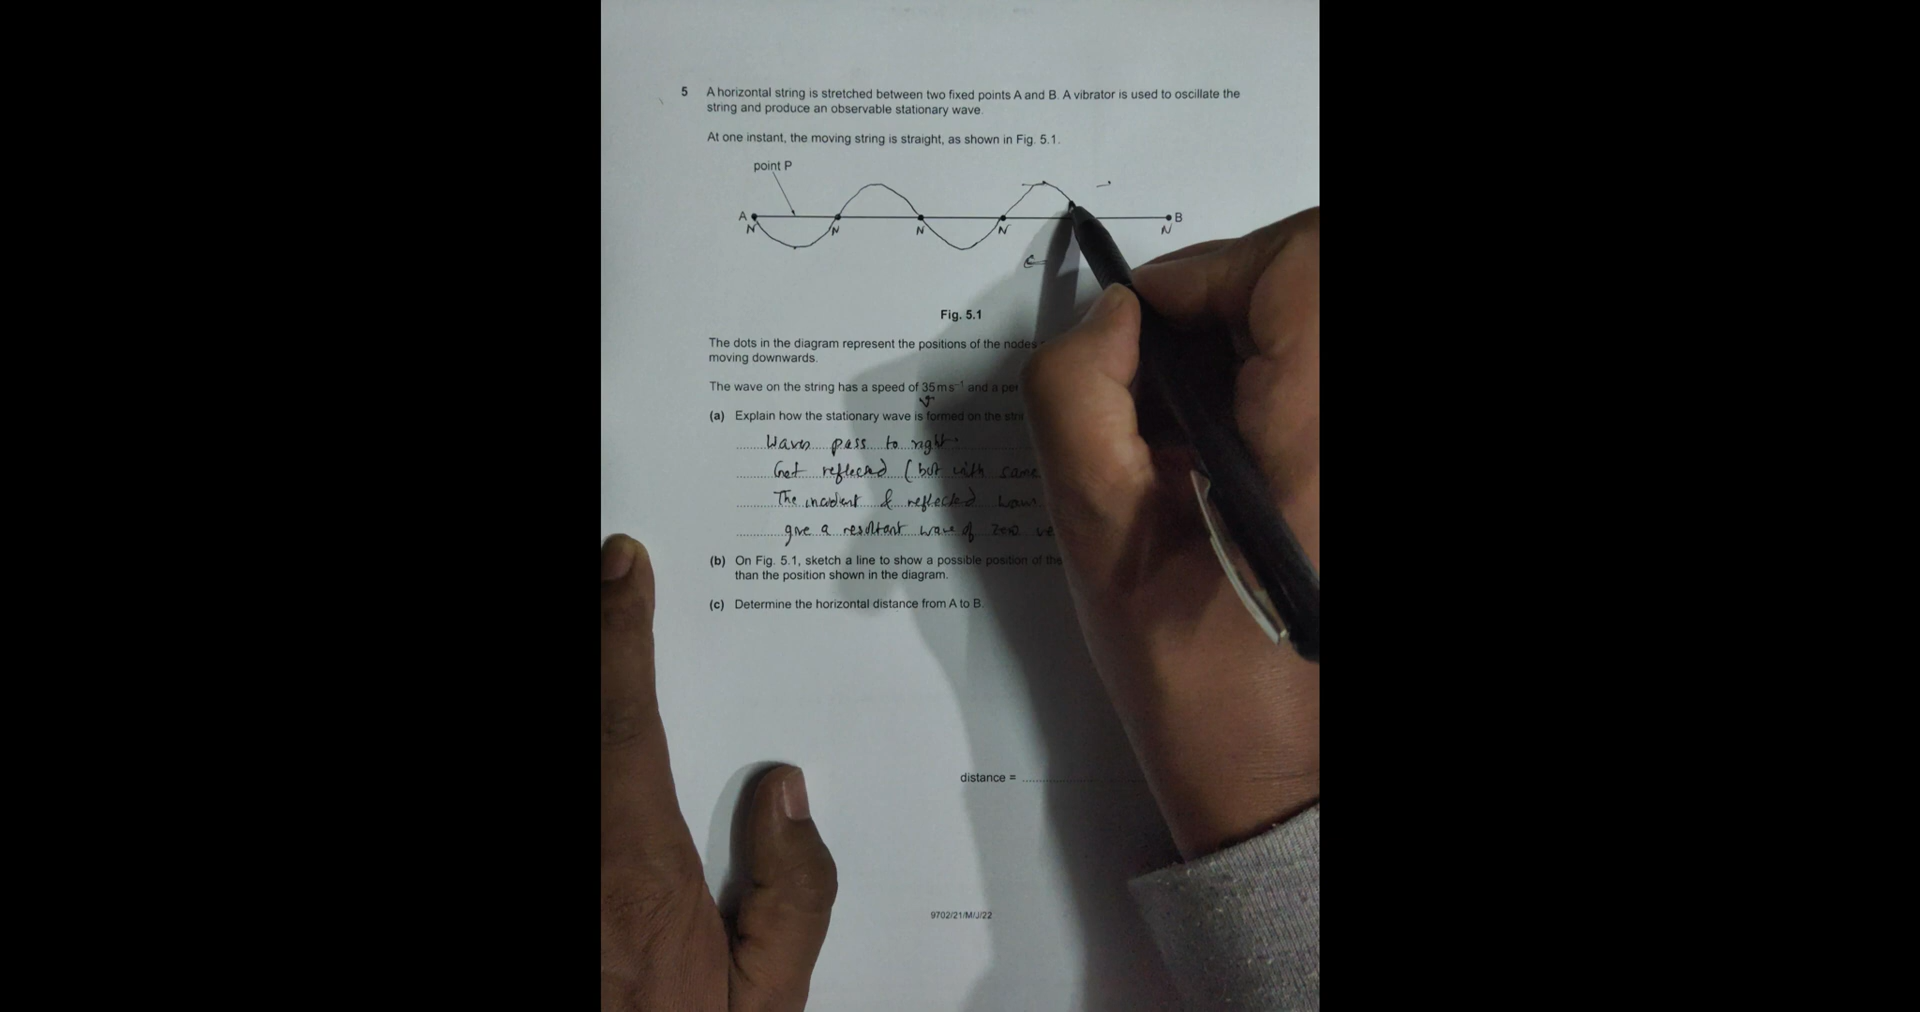 5 A horizontal string is stretched between two fixed points A and B. A vibrator is used to oscillate the
string and produce an observable stationary wave.
At one instant, the moving string is straight, as shown in Fig. 5.1.
point P
A B
N N N N N
Fig. 5.1
The dots in the diagram represent the positions of the nodes
moving downwards.
The wave on the string has a speed of 35 m s⁻¹ and a per
v
(a) Explain how the stationary wave is formed on the stri
Waves pass to right.
Get reflected (but with same
The incident & reflected
give a resultant wave of zero ve
(b) On Fig. 5.1, sketch a line to show a possible position of the
than the position shown in the diagram.
(c) Determine the horizontal distance from A to B.
distance =
9702/21/M/J/22